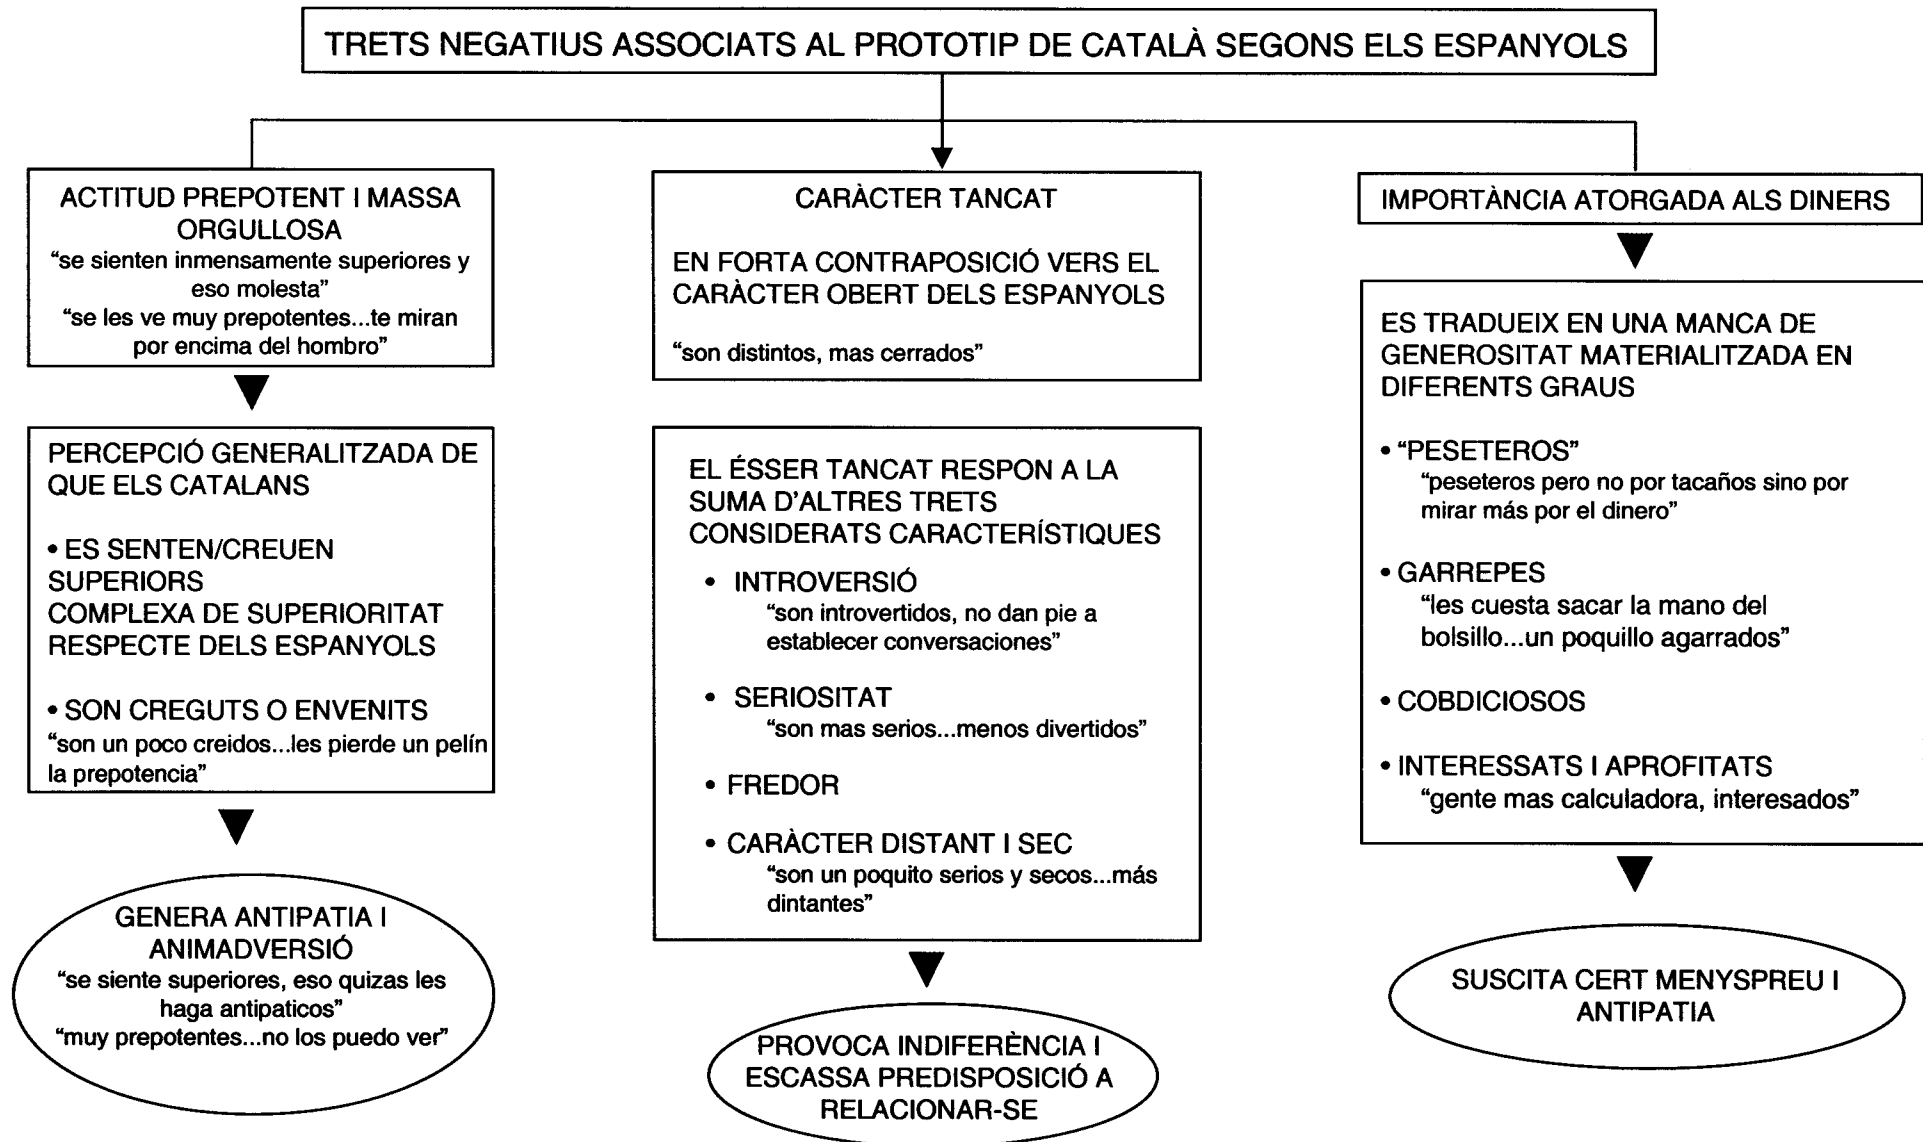 TRETS NEGATIUS ASSOCIATS AL PROTOTIP DE CATALÀ SEGONS ELS ESPANYOLS
ACTITUD PREPOTENT I MASSA
ORGULLOSA
“se sienten inmensamente superiores y
eso molesta”
“se les ve muy prepotentes...te miran
por encima del hombro”
PERCEPCIÓ GENERALITZADA DE
QUE ELS CATALANS
• ES SENTEN/CREUEN
SUPERIORS
COMPLEXA DE SUPERIORITAT
RESPECTE DELS ESPANYOLS
• SON CREGUTS O ENVENITS
“son un poco creidos...les pierde un pelín
la prepotencia”
GENERA ANTIPATIA I
ANIMADVERSIÓ
“se siente superiores, eso quizas les
haga antipaticos”
“muy prepotentes...no los puedo ver”
CARÀCTER TANCAT
EN FORTA CONTRAPOSICIÓ VERS EL
CARÀCTER OBERT DELS ESPANYOLS
“son distintos, mas cerrados”
EL ÉSSER TANCAT RESPON A LA
SUMA D'ALTRES TRETS
CONSIDERATS CARACTERÍSTIQUES
• INTROVERSIÓ
“son introvertidos, no dan pie a
establecer conversaciones”
• SERIOSITAT
“son mas serios...menos divertidos”
• FREDOR
• CARÀCTER DISTANT I SEC
“son un poquito serios y secos...más
dintantes”
PROVOCA INDIFERÈNCIA I
ESCASSA PREDISPOSICIÓ A
RELACIONAR-SE
IMPORTÀNCIA ATORGADA ALS DINERS
ES TRADUEIX EN UNA MANCA DE
GENEROSITAT MATERIALITZADA EN
DIFERENTS GRAUS
• “PESETEROS”
“peseteros pero no por tacaños sino por
mirar más por el dinero”
• GARREPES
“les cuesta sacar la mano del
bolsillo...un poquillo agarrados”
• COBDICIOSOS
• INTERESSATS I APROFITATS
“gente mas calculadora, interesados”
SUSCITA CERT MENYSPREU I
ANTIPATIA